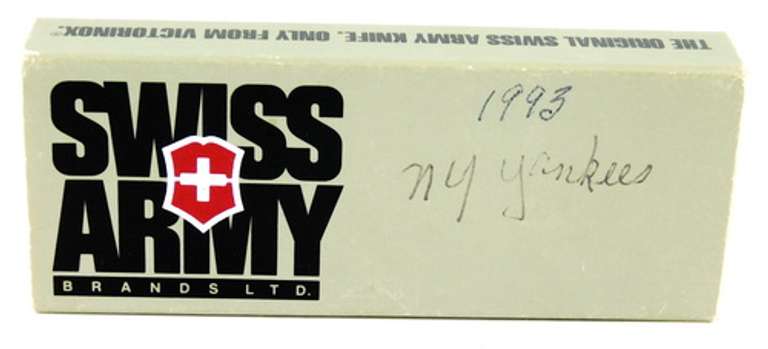 THE ORIGINAL SWISS ARMY KNIFE. ONLY FROM VICTORINOX.®
SWISS
ARMY
BRANDS LTD.
1993
NY Yankees